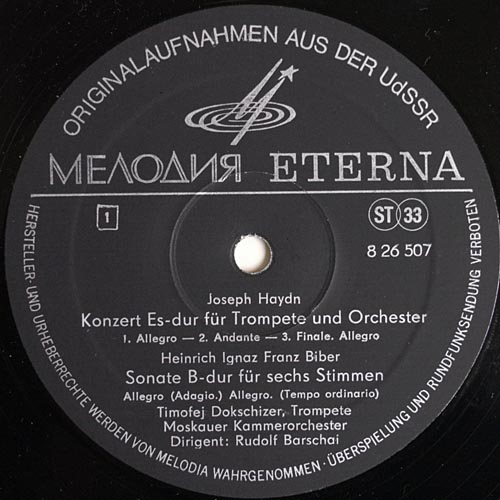 ORIGINALAUFNAHMEN AUS DER UdSSR
МЕЛОДИЯ ETERNA
1
ST 33
8 26 507
Joseph Haydn
Konzert Es-dur für Trompete und Orchester
1. Allegro — 2. Andante — 3. Finale. Allegro
Heinrich Ignaz Franz Biber
Sonate B-dur für sechs Stimmen
Allegro (Adagio.) Allegro. (Tempo ordinario)
Timofej Dokschizer, Trompete
Moskauer Kammerorchester
Dirigent: Rudolf Barschai
HERSTELLER- UND URHEBERRECHTE WERDEN VON MELODIA WAHRGENOMMEN · ÜBERSPIELUNG UND RUNDFUNKSENDUNG VERBOTEN